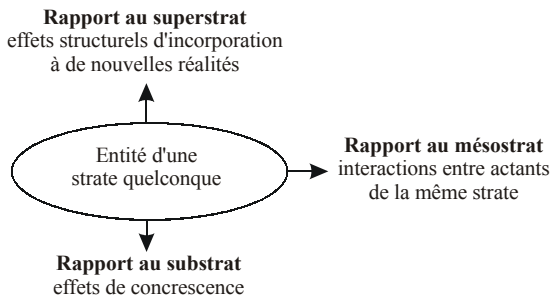 Rapport au superstrat
effets structurels d'incorporation
à de nouvelles réalités
Entité d'une
strate quelconque
Rapport au mésostrat
interactions entre actants
de la même strate
Rapport au substrat
effets de concrescence